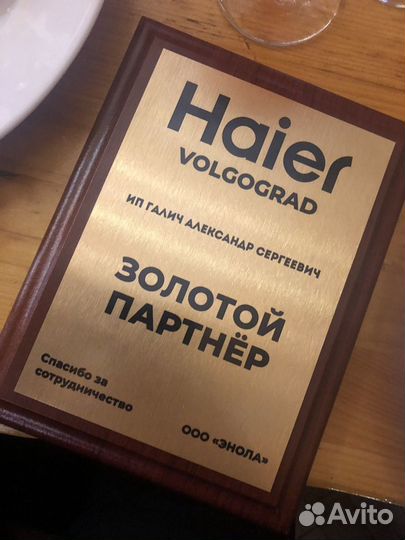 Haier
VOLGOGRAD
ИП ГАЛИЧ АЛЕКСАНДР СЕРГЕЕВИЧ
ЗОЛОТОЙ
ПАРТНЁР
Спасибо за
сотрудничество
ООО «ЭНОЛА»
Avito